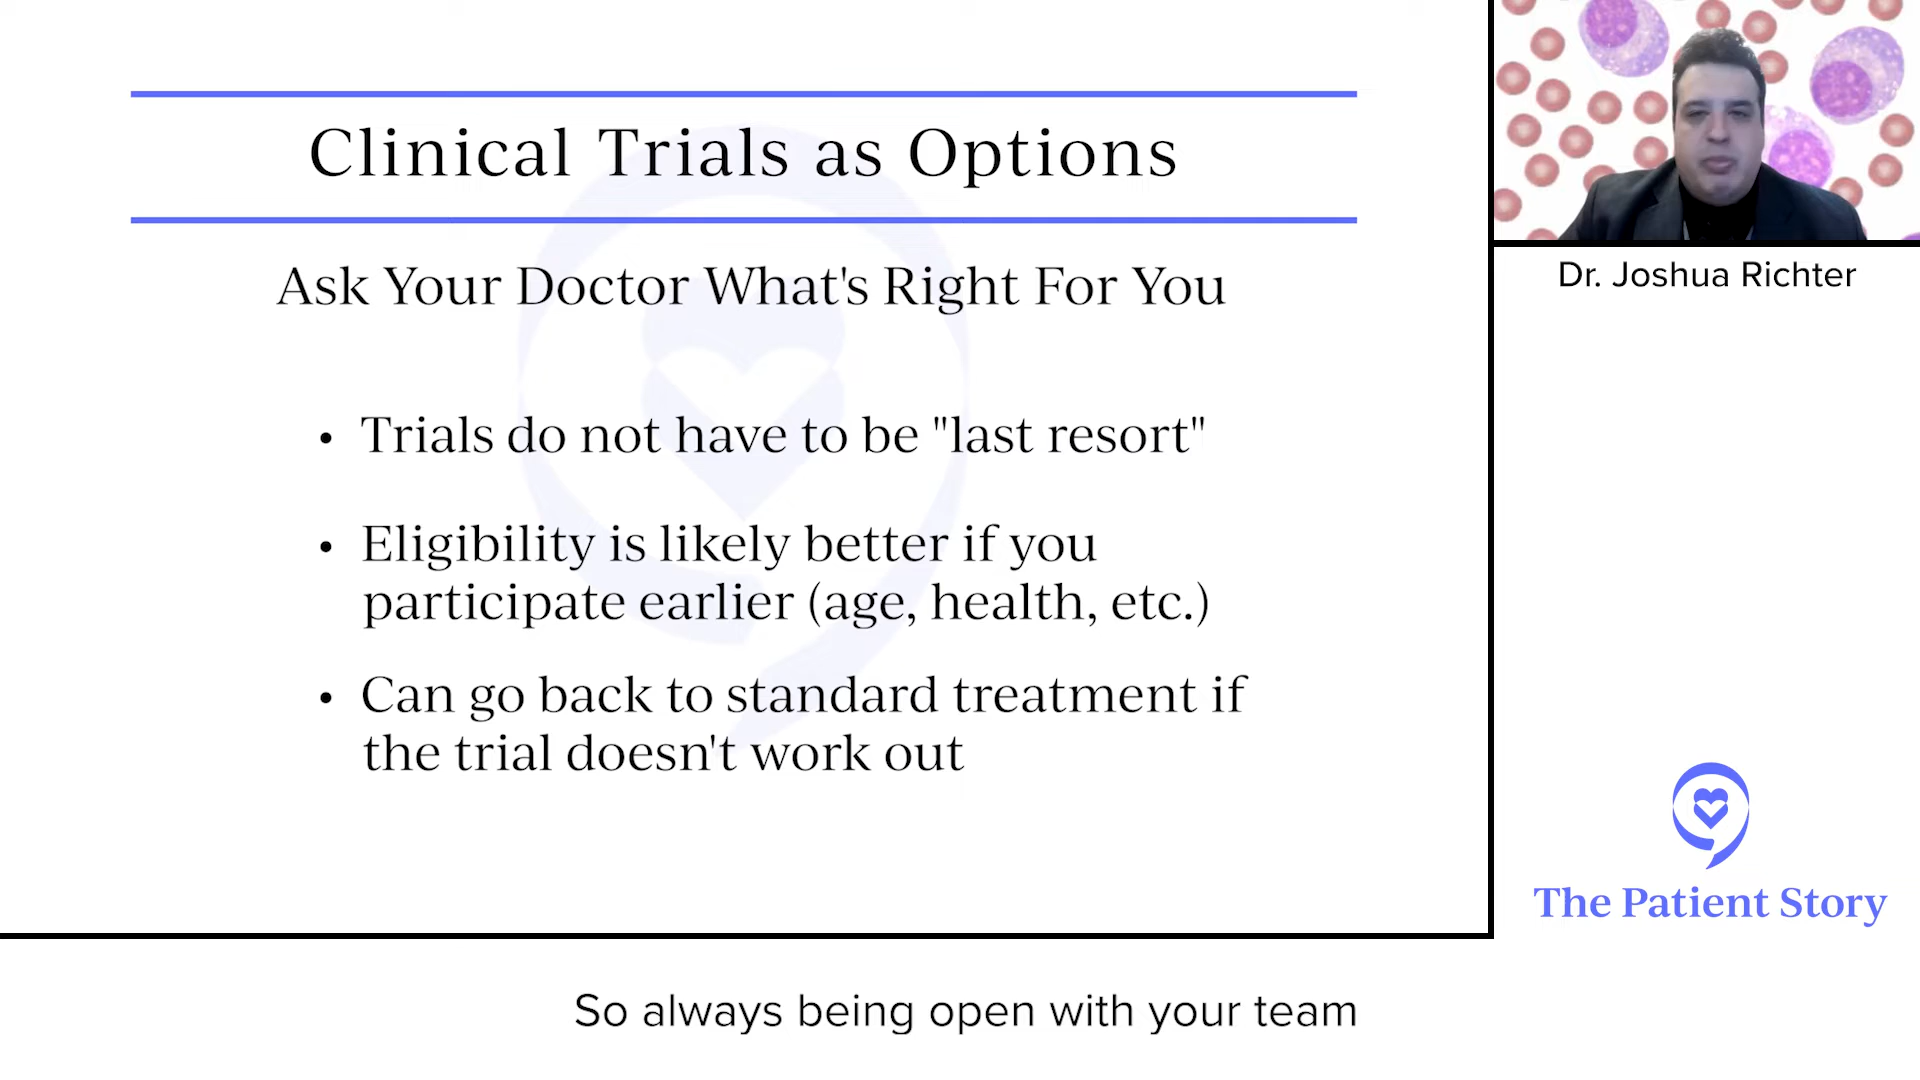 Clinical Trials as Options
Ask Your Doctor What's Right For You
• Trials do not have to be "last resort"
• Eligibility is likely better if you
participate earlier (age, health, etc.)
• Can go back to standard treatment if
the trial doesn't work out
Dr. Joshua Richter
The Patient Story
So always being open with your team